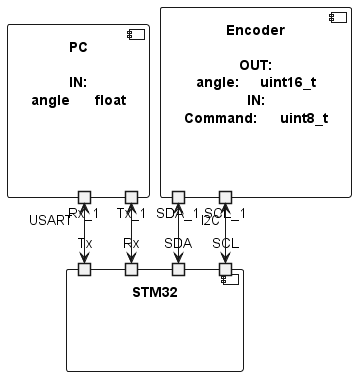 PC
IN:
angle float
Encoder
OUT:
angle: uint16_t
IN:
Command: uint8_t
Rx_1 Tx_1 SDA_1 SCL_1
USART I2C
Tx Rx SDA SCL
STM32